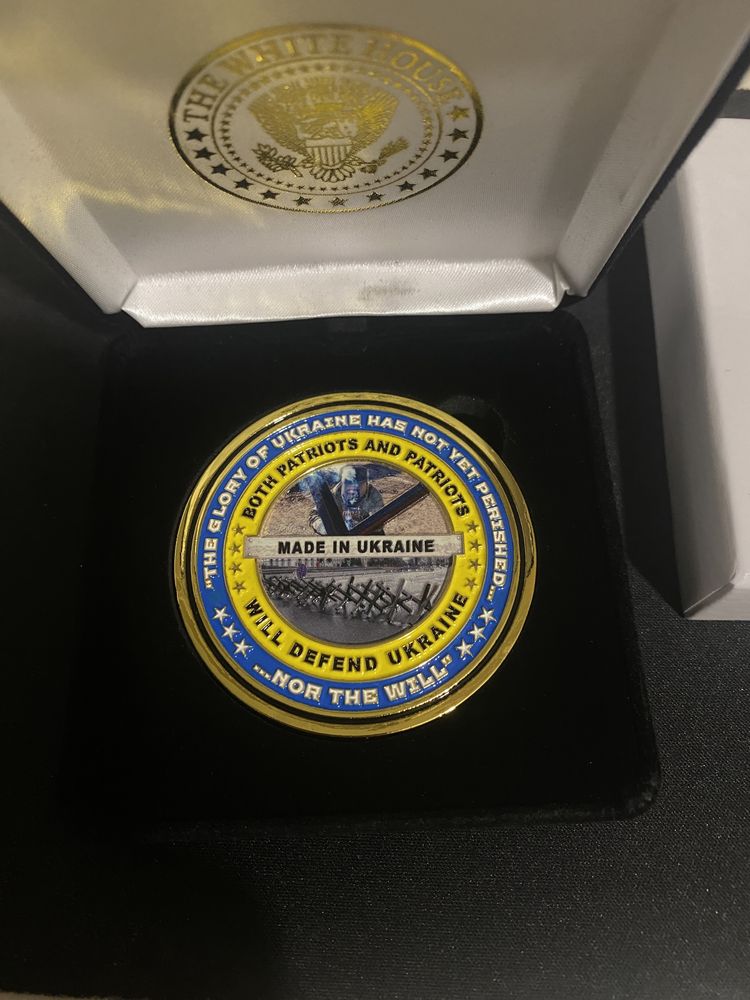 THE WHITE HOUSE
"THE GLORY OF UKRAINE HAS NOT YET PERISHED...
BOTH PATRIOTS AND PATRIOTS
MADE IN UKRAINE
WILL DEFEND UKRAINE
...NOR THE WILL"